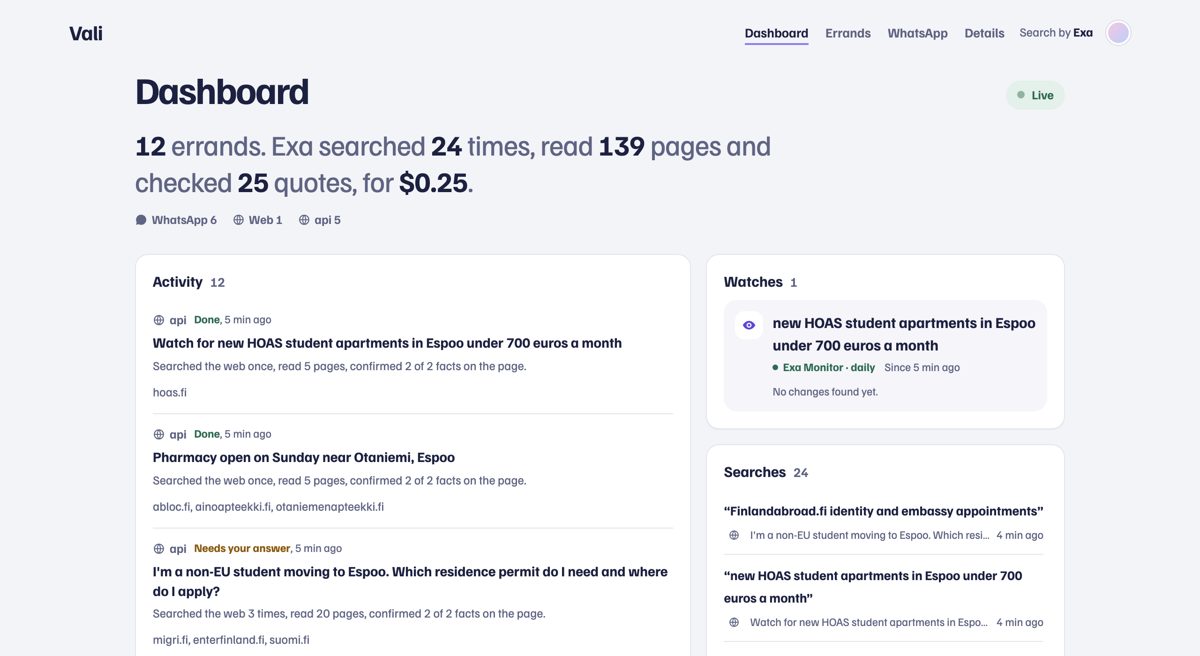 Vali
Dashboard Errands WhatsApp Details Search by Exa
Dashboard
Live
12 errands. Exa searched 24 times, read 139 pages and
checked 25 quotes, for $0.25.
WhatsApp 6 Web 1 api 5
Activity 12
api Done, 5 min ago
Watch for new HOAS student apartments in Espoo under 700 euros a month
Searched the web once, read 5 pages, confirmed 2 of 2 facts on the page.
hoas.fi
api Done, 5 min ago
Pharmacy open on Sunday near Otaniemi, Espoo
Searched the web once, read 5 pages, confirmed 2 of 2 facts on the page.
abloc.fi, ainoapteekki.fi, otaniemenapteekki.fi
api Needs your answer, 5 min ago
I'm a non-EU student moving to Espoo. Which residence permit do I need and where
do I apply?
Searched the web 3 times, read 20 pages, confirmed 2 of 2 facts on the page.
migri.fi, enterfinland.fi, suomi.fi
Watches 1
new HOAS student apartments in Espoo
under 700 euros a month
Exa Monitor · daily Since 5 min ago
No changes found yet.
Searches 24
“Finlandabroad.fi identity and embassy appointments”
I'm a non-EU student moving to Espoo. Which resi... 4 min ago
“new HOAS student apartments in Espoo under 700
euros a month”
Watch for new HOAS student apartments in Espo... 4 min ago